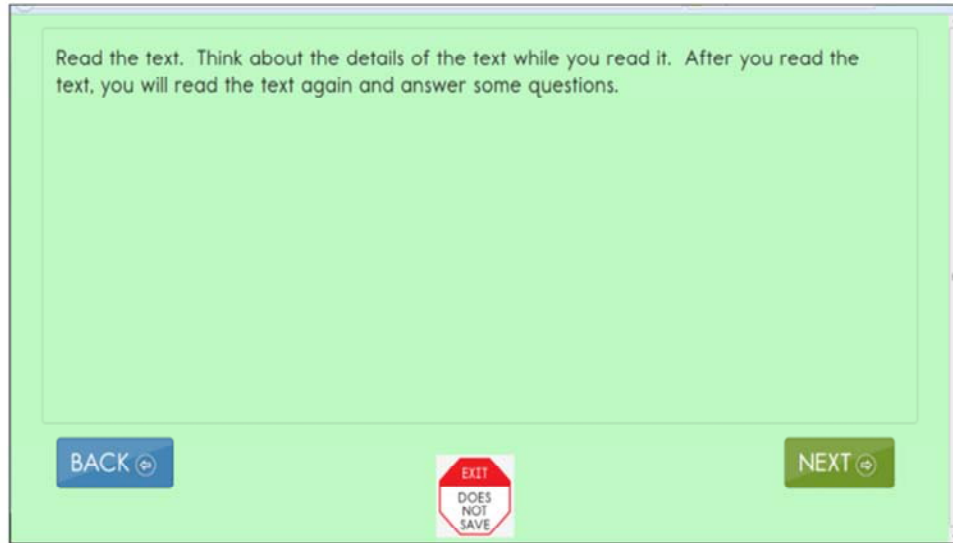 Read the text.  Think about the details of the text while you read it.  After you read the
text, you will read the text again and answer some questions.
BACK
EXIT
DOES
NOT
SAVE
NEXT